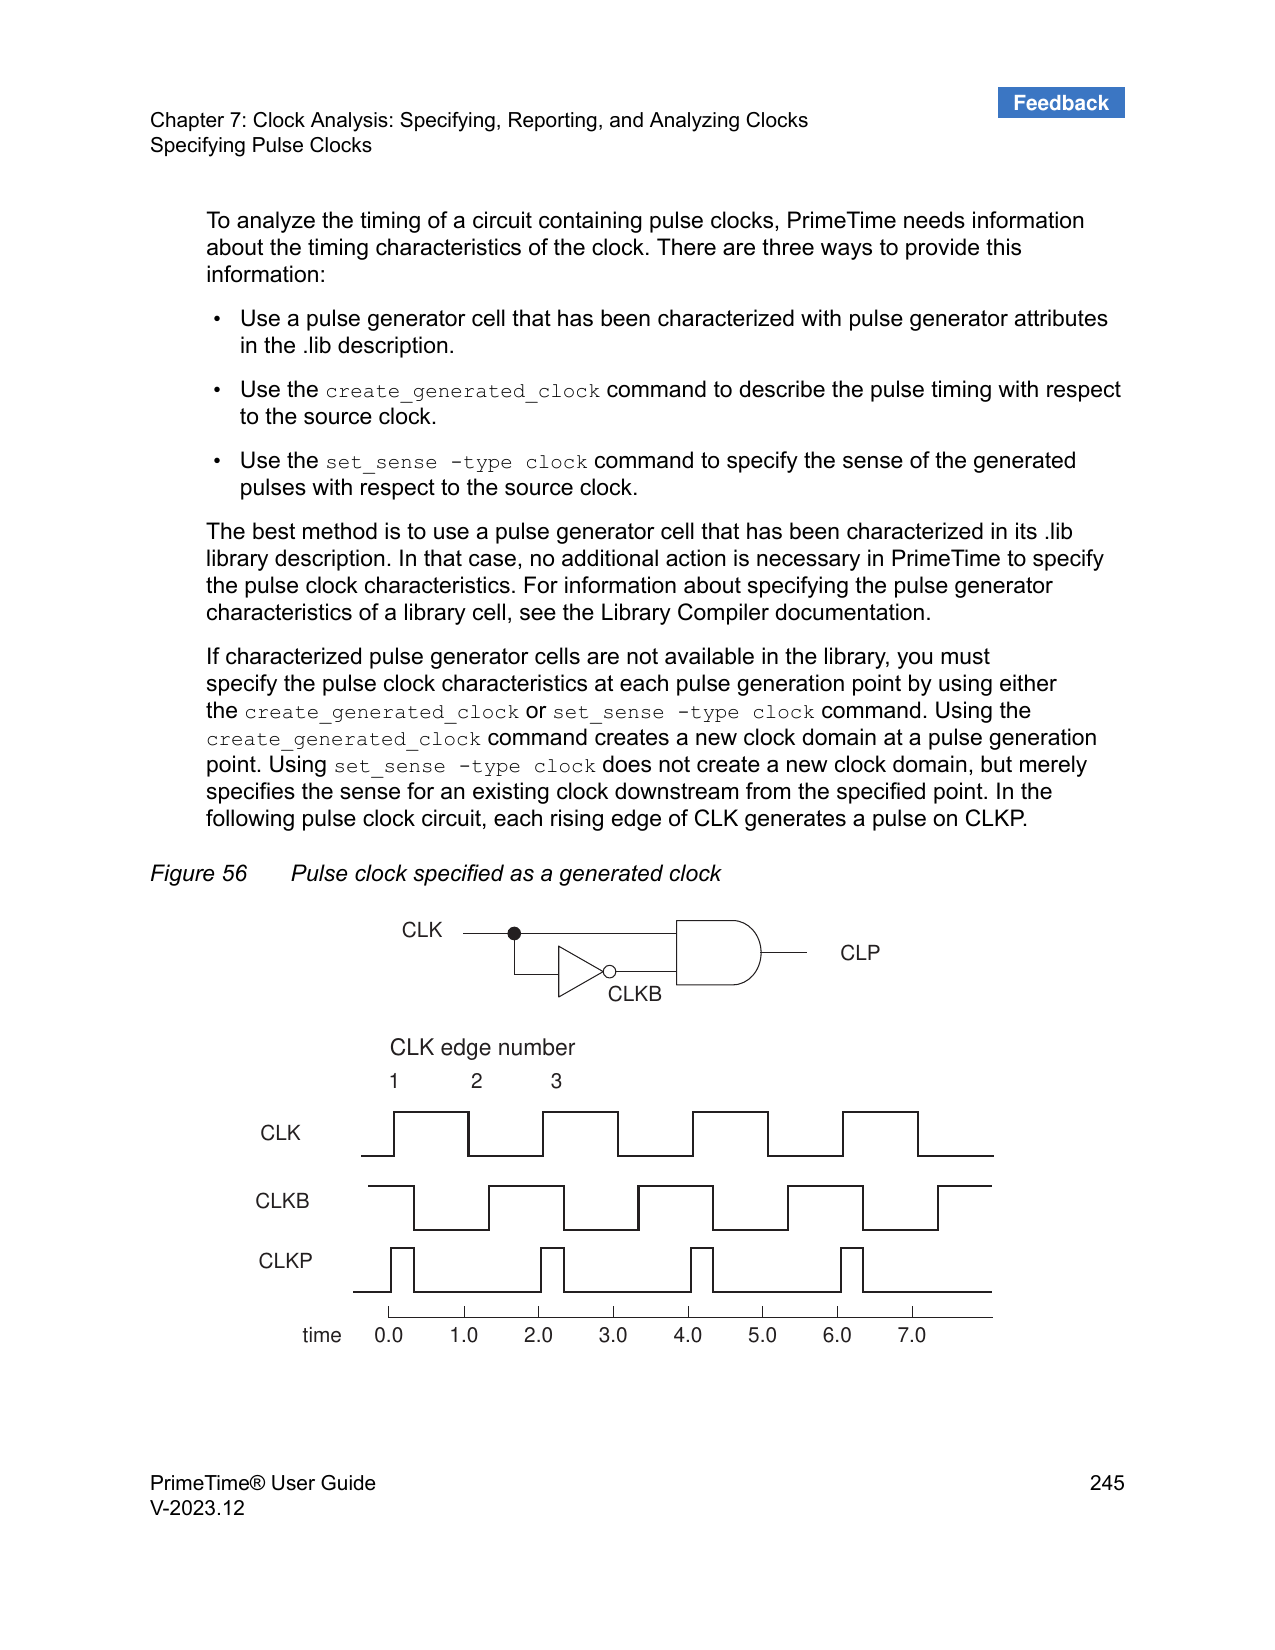 Feedback
Chapter 7: Clock Analysis: Specifying, Reporting, and Analyzing Clocks
Specifying Pulse Clocks
To analyze the timing of a circuit containing pulse clocks, PrimeTime needs information
about the timing characteristics of the clock. There are three ways to provide this
information:
• Use a pulse generator cell that has been characterized with pulse generator attributes
in the .lib description.
• Use the create_generated_clock command to describe the pulse timing with respect
to the source clock.
• Use the set_sense -type clock command to specify the sense of the generated
pulses with respect to the source clock.
The best method is to use a pulse generator cell that has been characterized in its .lib
library description. In that case, no additional action is necessary in PrimeTime to specify
the pulse clock characteristics. For information about specifying the pulse generator
characteristics of a library cell, see the Library Compiler documentation.
If characterized pulse generator cells are not available in the library, you must
specify the pulse clock characteristics at each pulse generation point by using either
the create_generated_clock or set_sense -type clock command. Using the
create_generated_clock command creates a new clock domain at a pulse generation
point. Using set_sense -type clock does not create a new clock domain, but merely
specifies the sense for an existing clock downstream from the specified point. In the
following pulse clock circuit, each rising edge of CLK generates a pulse on CLKP.
Figure 56 Pulse clock specified as a generated clock
CLK
CLP
CLKB
CLK edge number
1 2 3
CLK
CLKB
CLKP
time 0.0 1.0 2.0 3.0 4.0 5.0 6.0 7.0
PrimeTime® User Guide 245
V-2023.12